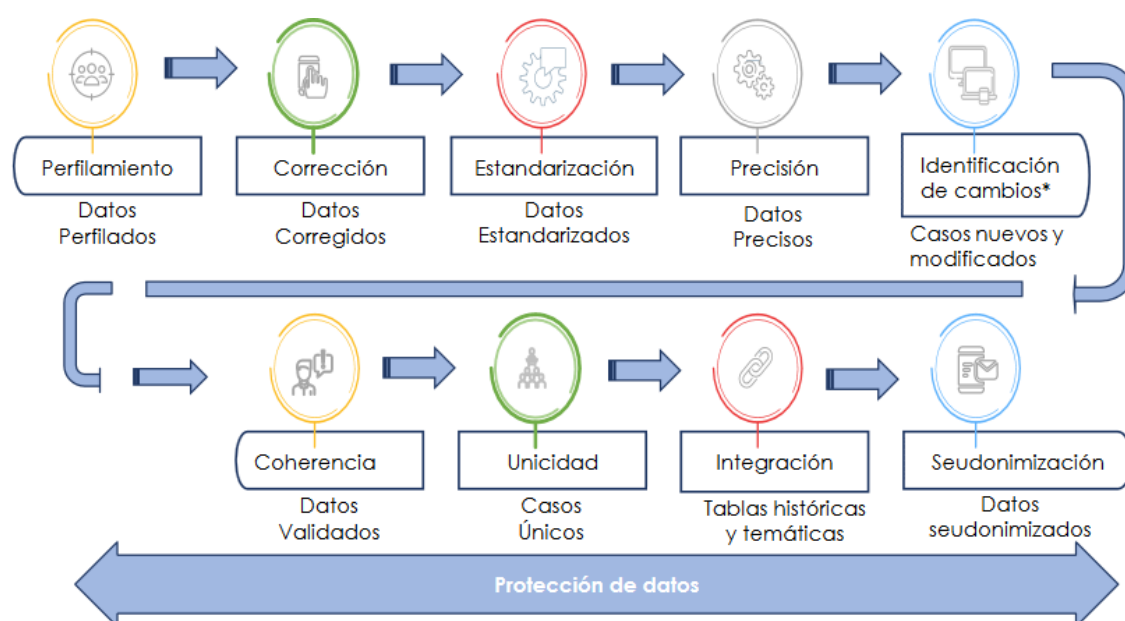 Perfilamiento
Corrección
Estandarización
Precisión
Identificación
de cambios*
Datos
Perfilados
Datos
Corregidos
Datos
Estandarizados
Datos
Precisos
Casos nuevos y
modificados
Coherencia
Unicidad
Integración
Seudonimización
Datos
Validados
Casos
Únicos
Tablas históricas
y temáticas
Datos
seudonimizados
Protección de datos